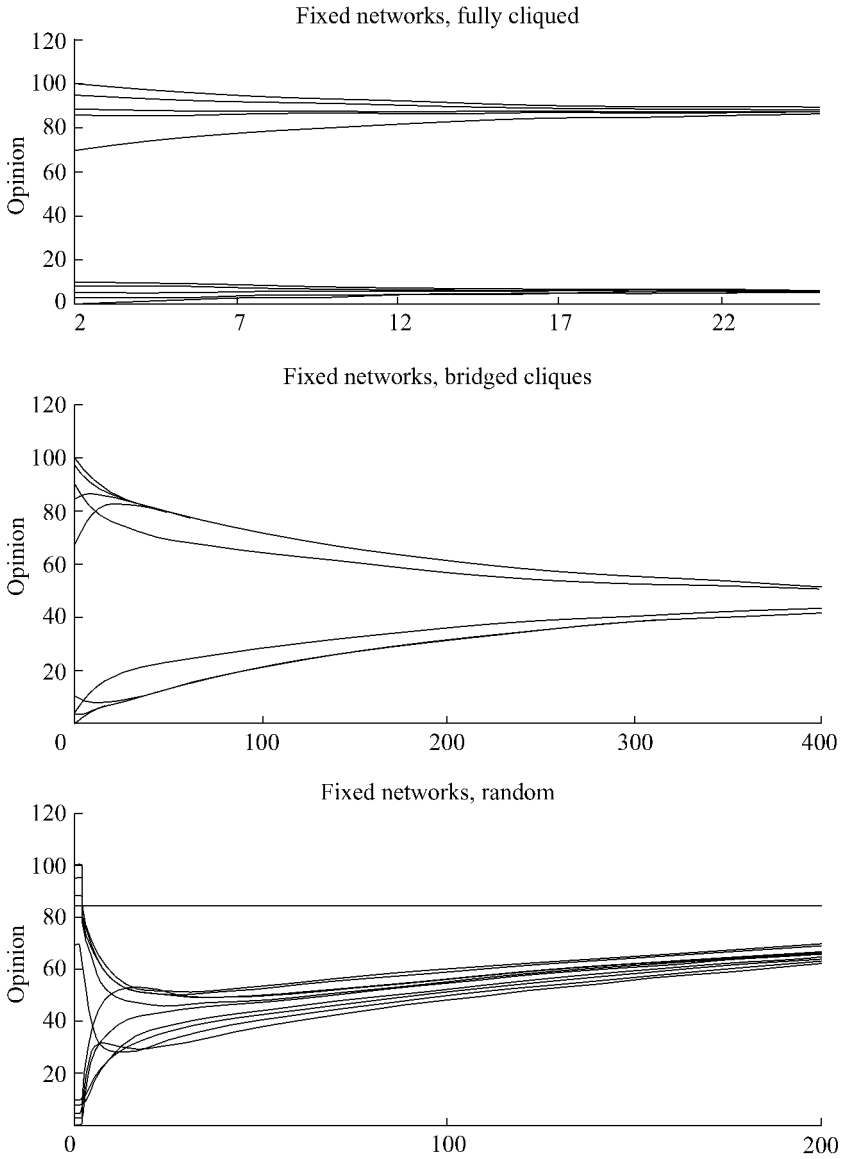 Fixed networks, fully cliqued
120
100
80
60
40
20
0
Opinion
2 7 12 17 22
Fixed networks, bridged cliques
120
100
80
60
40
20
Opinion
0 100 200 300 400
Fixed networks, random
120
100
80
60
40
20
Opinion
0 100 200